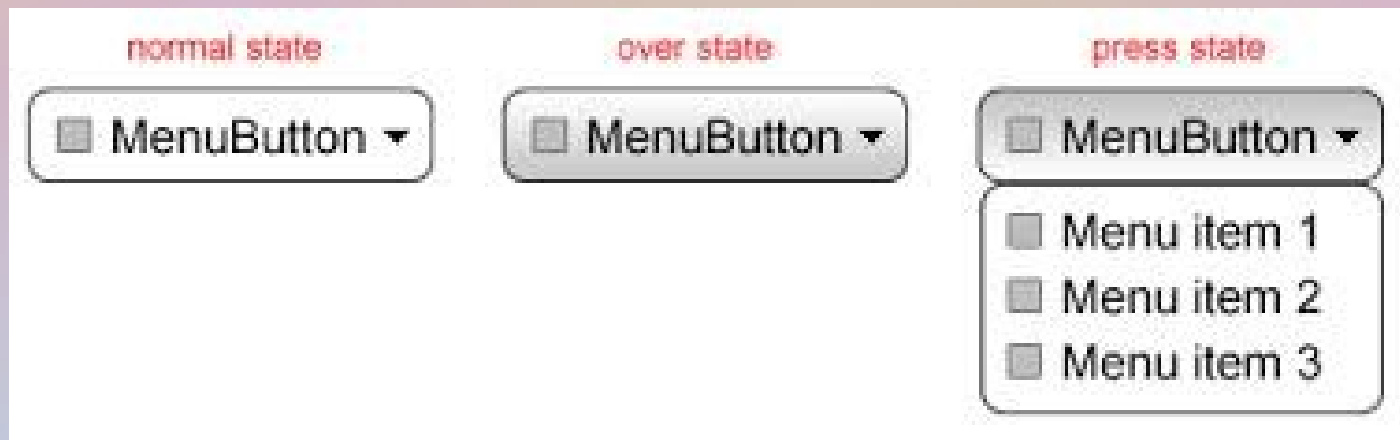 normal state
over state
press state
MenuButton
MenuButton
MenuButton
Menu item 1
Menu item 2
Menu item 3